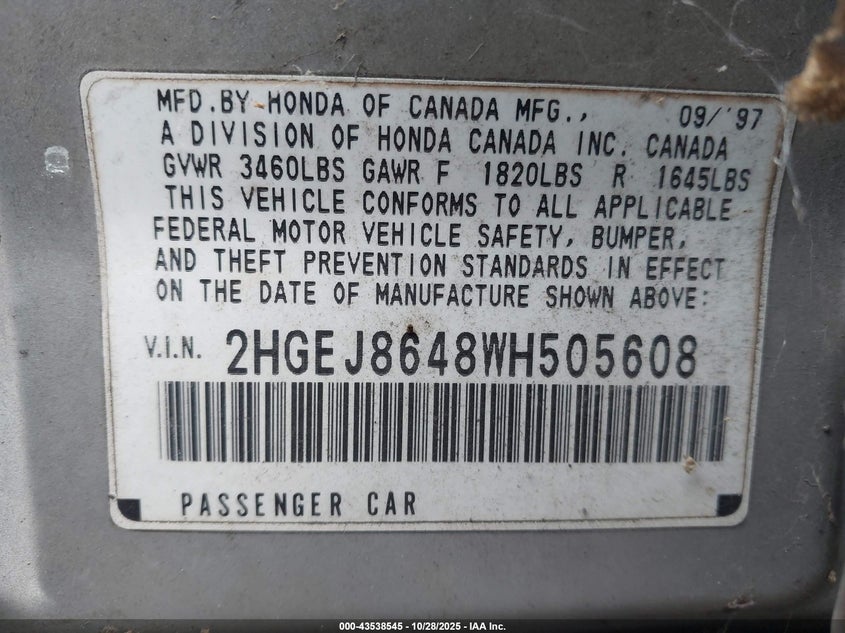 MFD.BY HONDA OF CANADA MFG., 09/'97
A DIVISION OF HONDA CANADA INC. CANADA
GVWR 3460LBS GAWR F 1820LBS R 1645LBS
THIS VEHICLE CONFORMS TO ALL APPLICABLE
FEDERAL MOTOR VEHICLE SAFETY, BUMPER,
AND THEFT PREVENTION STANDARDS IN EFFECT
ON THE DATE OF MANUFACTURE SHOWN ABOVE:
V.I.N. 2HGEJ8648WH505608
PASSENGER CAR
000-43538545 - 10/28/2025 - IAA Inc.